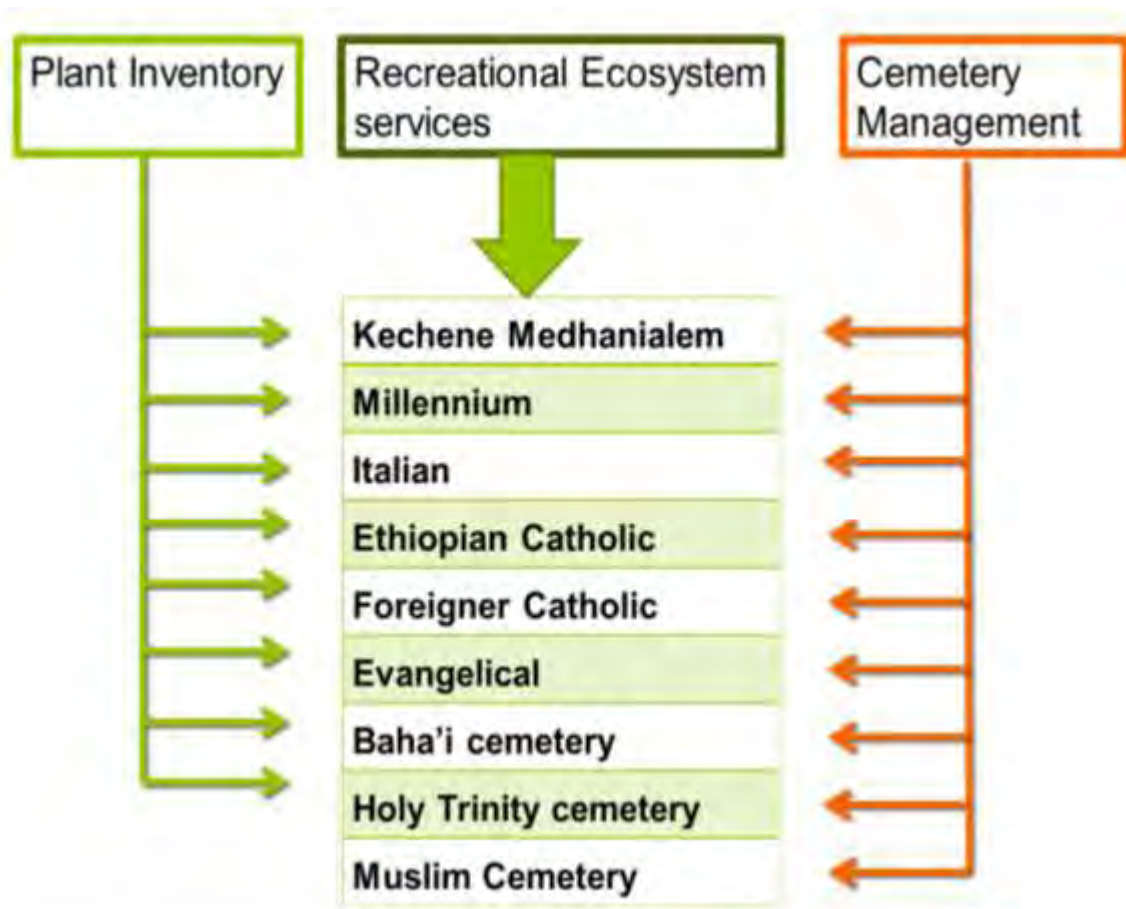 Plant Inventory
Recreational Ecosystem
services
Cemetery
Management
Kechene Medhanialem
Millennium
Italian
Ethiopian Catholic
Foreigner Catholic
Evangelical
Baha’i cemetery
Holy Trinity cemetery
Muslim Cemetery